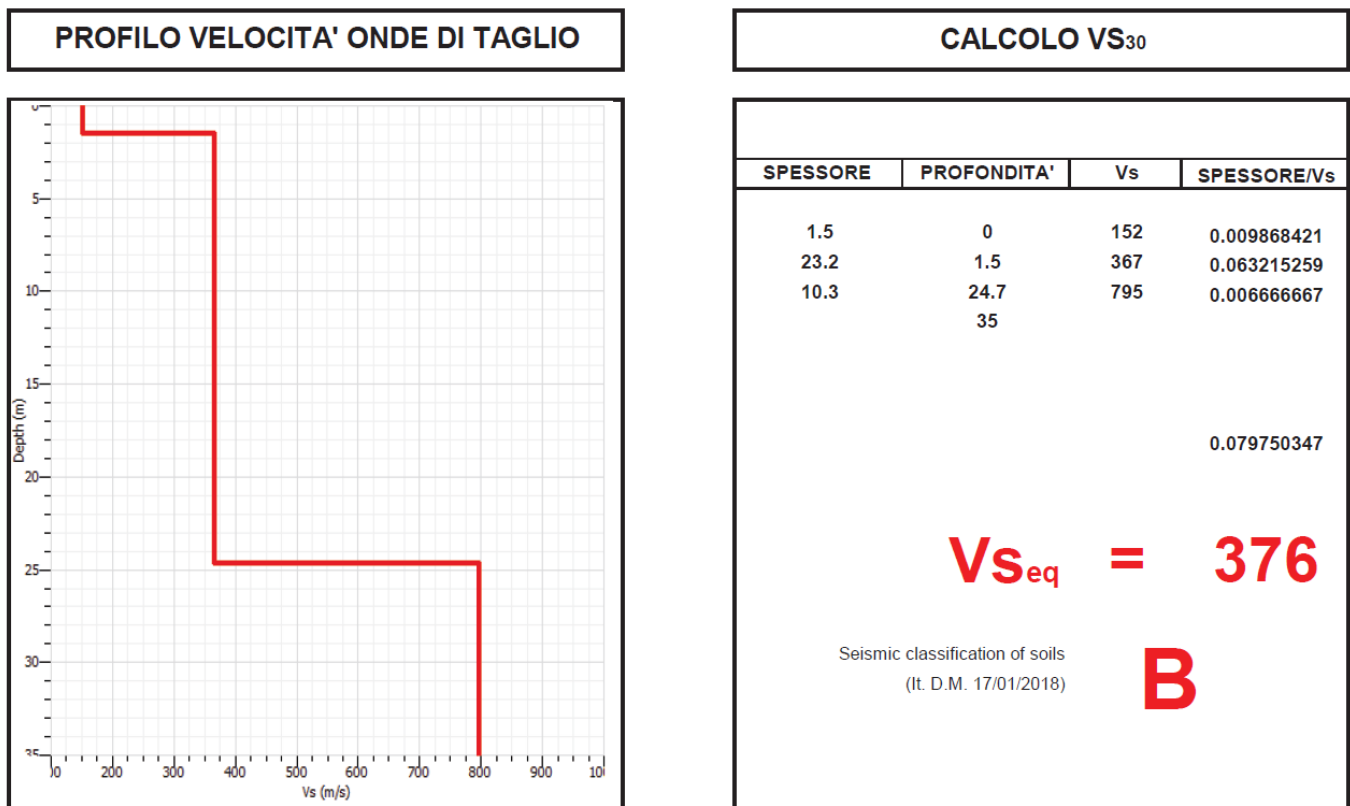 PROFILO VELOCITA' ONDE DI TAGLIO
0
5
10
15
20
25
30
35
Depth (m)
00 200 300 400 500 600 700 800 900 10
Vs (m/s)
CALCOLO VS30
SPESSORE PROFONDITA' Vs SPESSORE/Vs
1.5 0 152 0.009868421
23.2 1.5 367 0.063215259
10.3 24.7 795 0.006666667
35
0.079750347
Vseq = 376
Seismic classification of soils
(It. D.M. 17/01/2018)
B